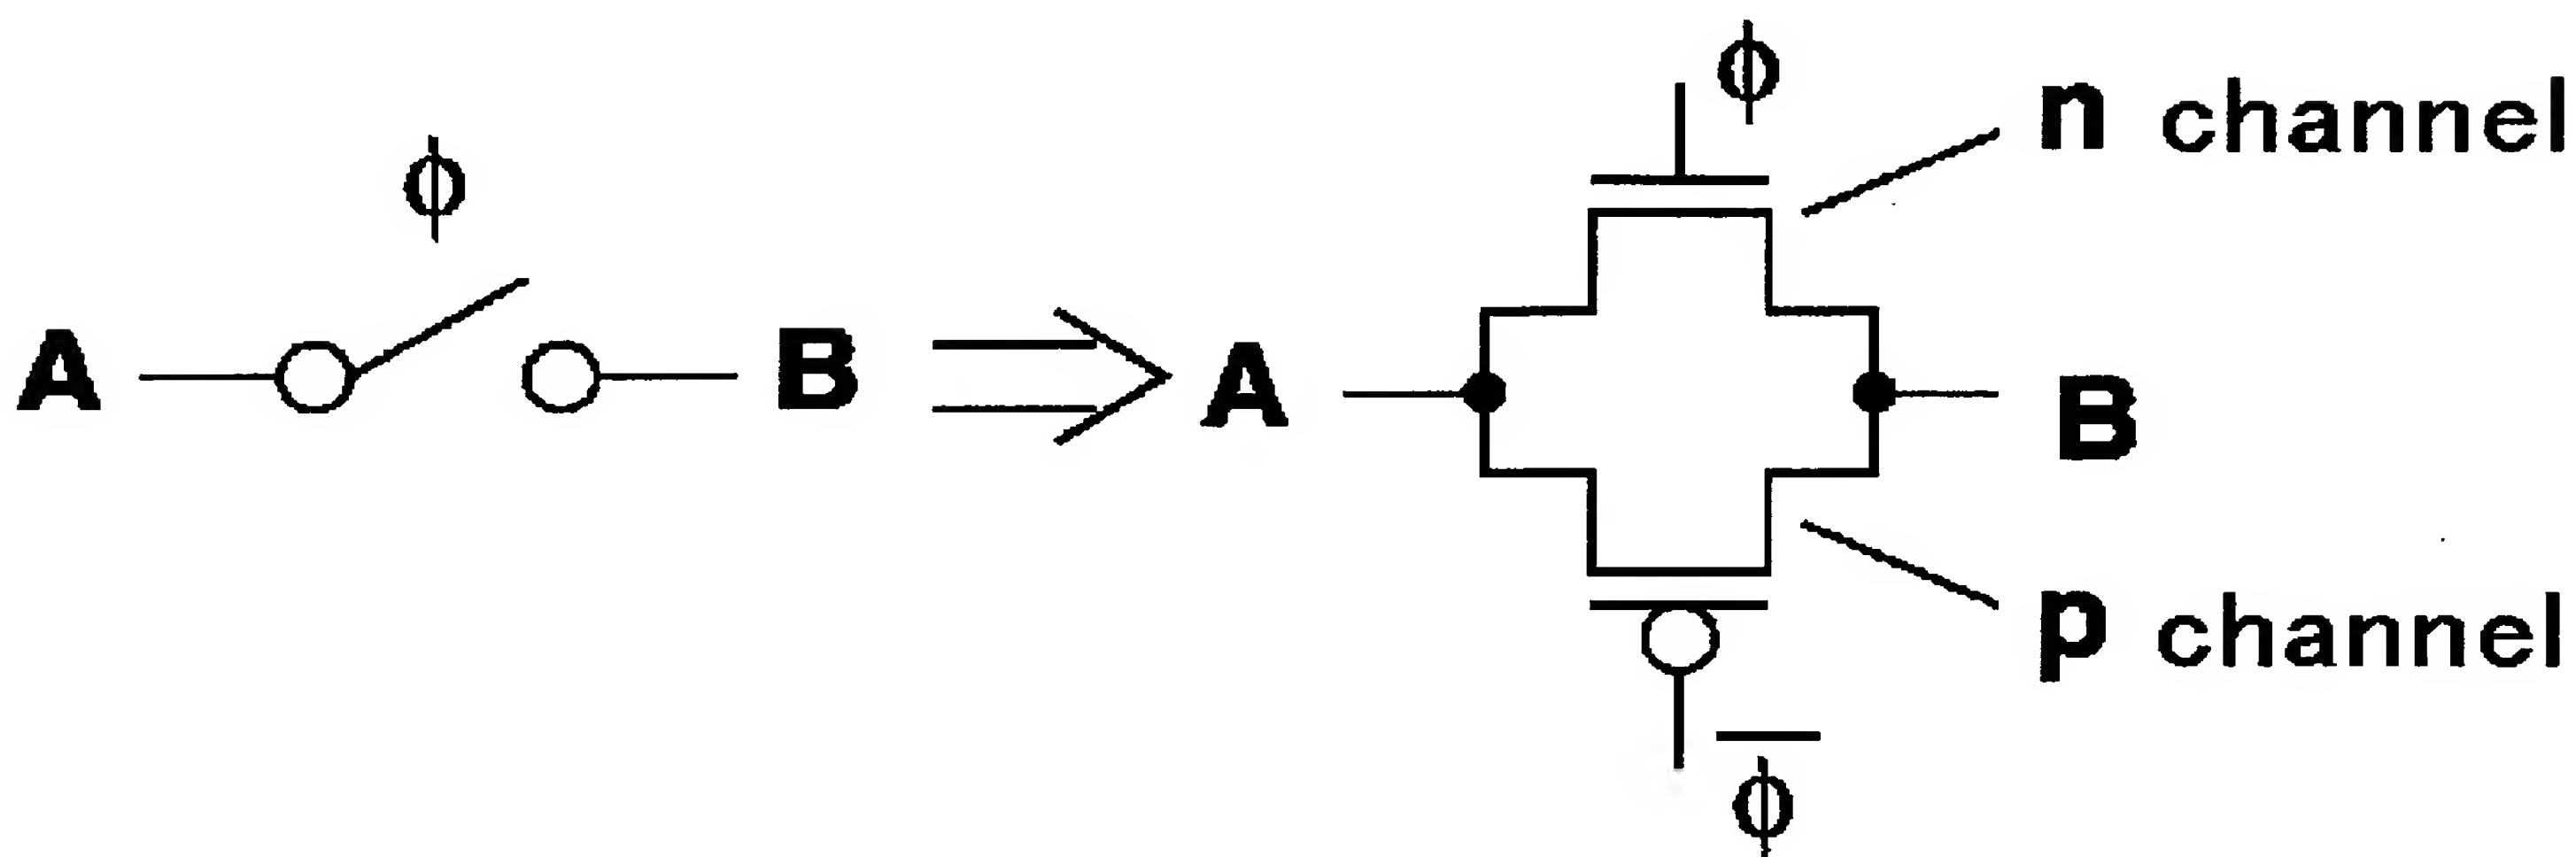 ϕ
A B
ϕ
n channel
A B
p channel
ϕ̅